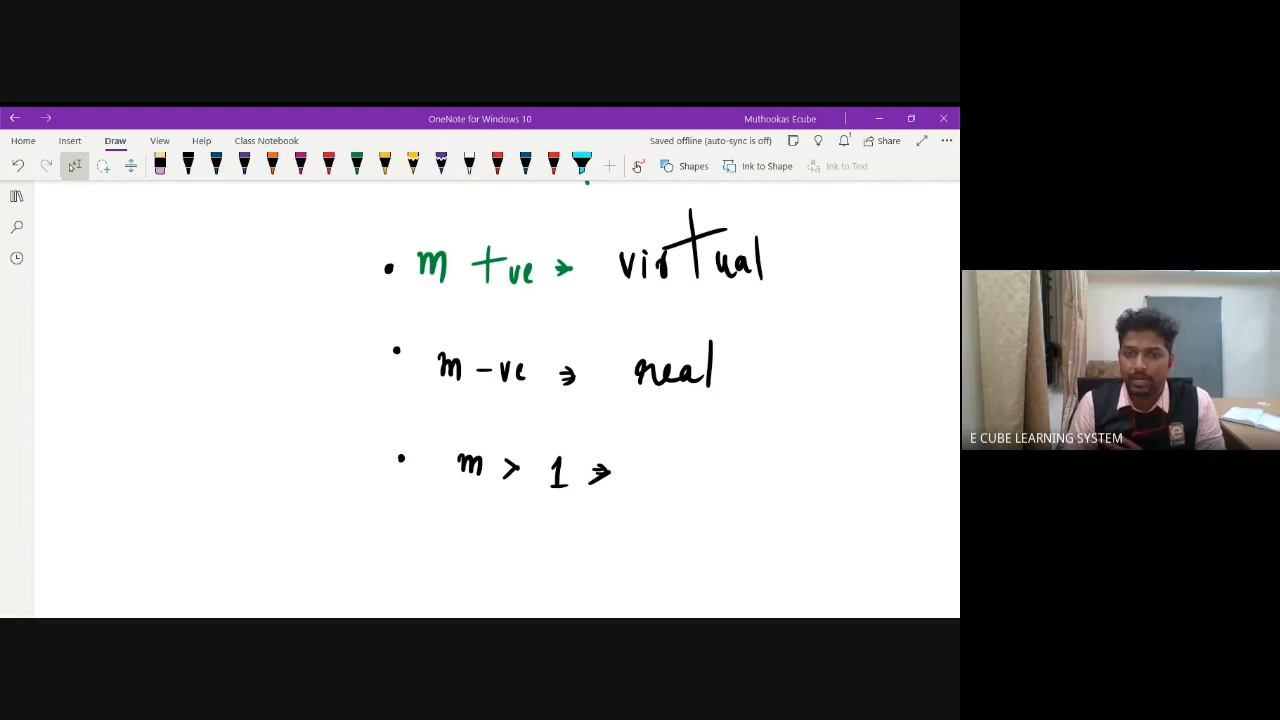 OneNote for Windows 10
Muthookas Ecube
Home Insert Draw View Help Class Notebook
Saved offline (auto-sync is off)
Share
Shapes
Ink to Shape
Ink to Text
• m +ve ⇒ virtual
• m -ve ⇒ real
• m > 1 ⇒
E CUBE LEARNING SYSTEM